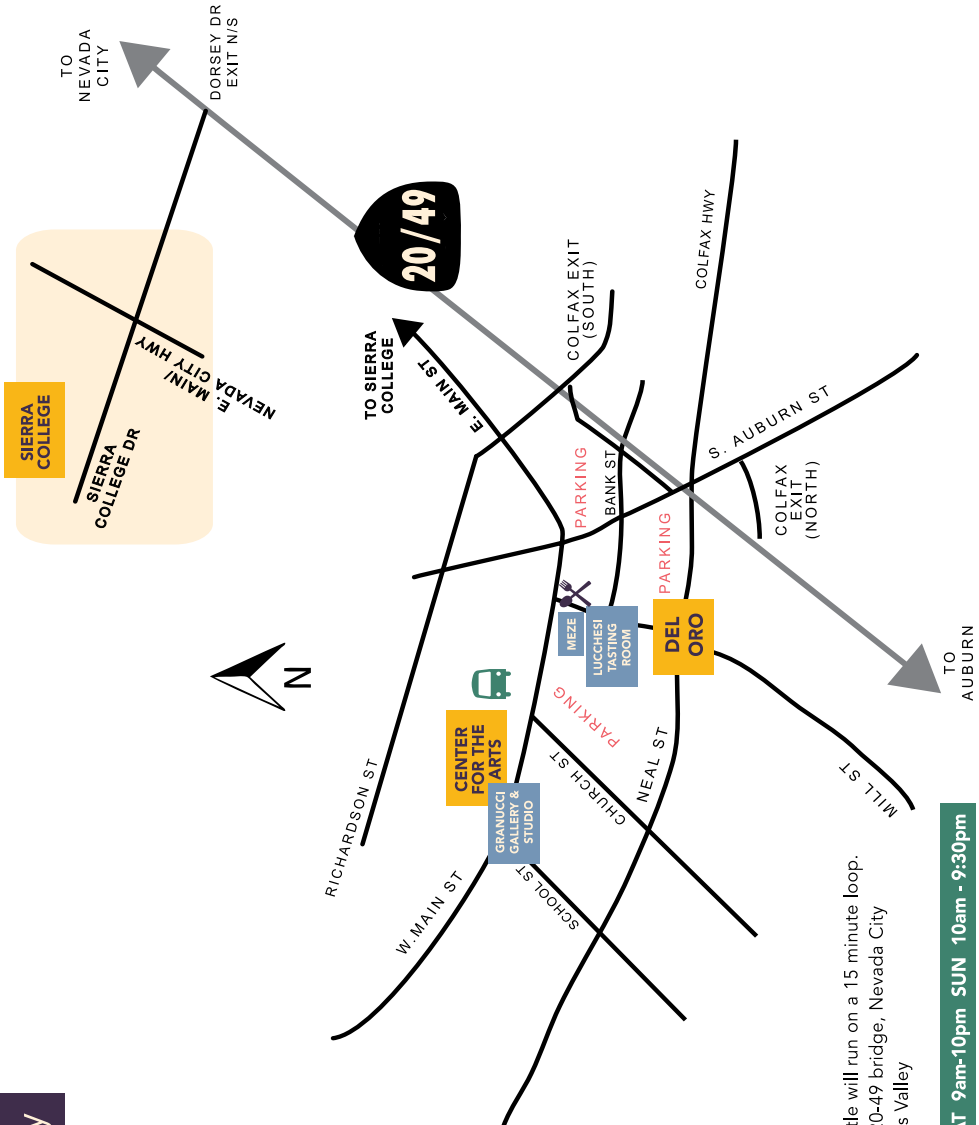 TO
NEVADA
CITY
DORSEY DR
EXIT N/S
20/49
SIERRA
COLLEGE
E. MAIN/
NEVADA CITY HWY
SIERRA
COLLEGE DR
TO SIERRA
COLLEGE
E. MAIN ST
COLFAX EXIT
(SOUTH)
COLFAX HWY
S. AUBURN ST
COLFAX
EXIT
(NORTH)
PARKING
BANK ST
PARKING
N
MEZE
LUCCHESI
TASTING
ROOM
DEL
ORO
TO
AUBURN
PARKING
CENTER
FOR THE
ARTS
GRANUCCI
GALLERY &
STUDIO
RICHARDSON ST
CHURCH ST
NEAL ST
MILL ST
W. MAIN ST
SCHOOL ST
will run on a 15 minute loop.
bridge, Nevada City
Valley
9am-10pm SUN 10am - 9:30pm